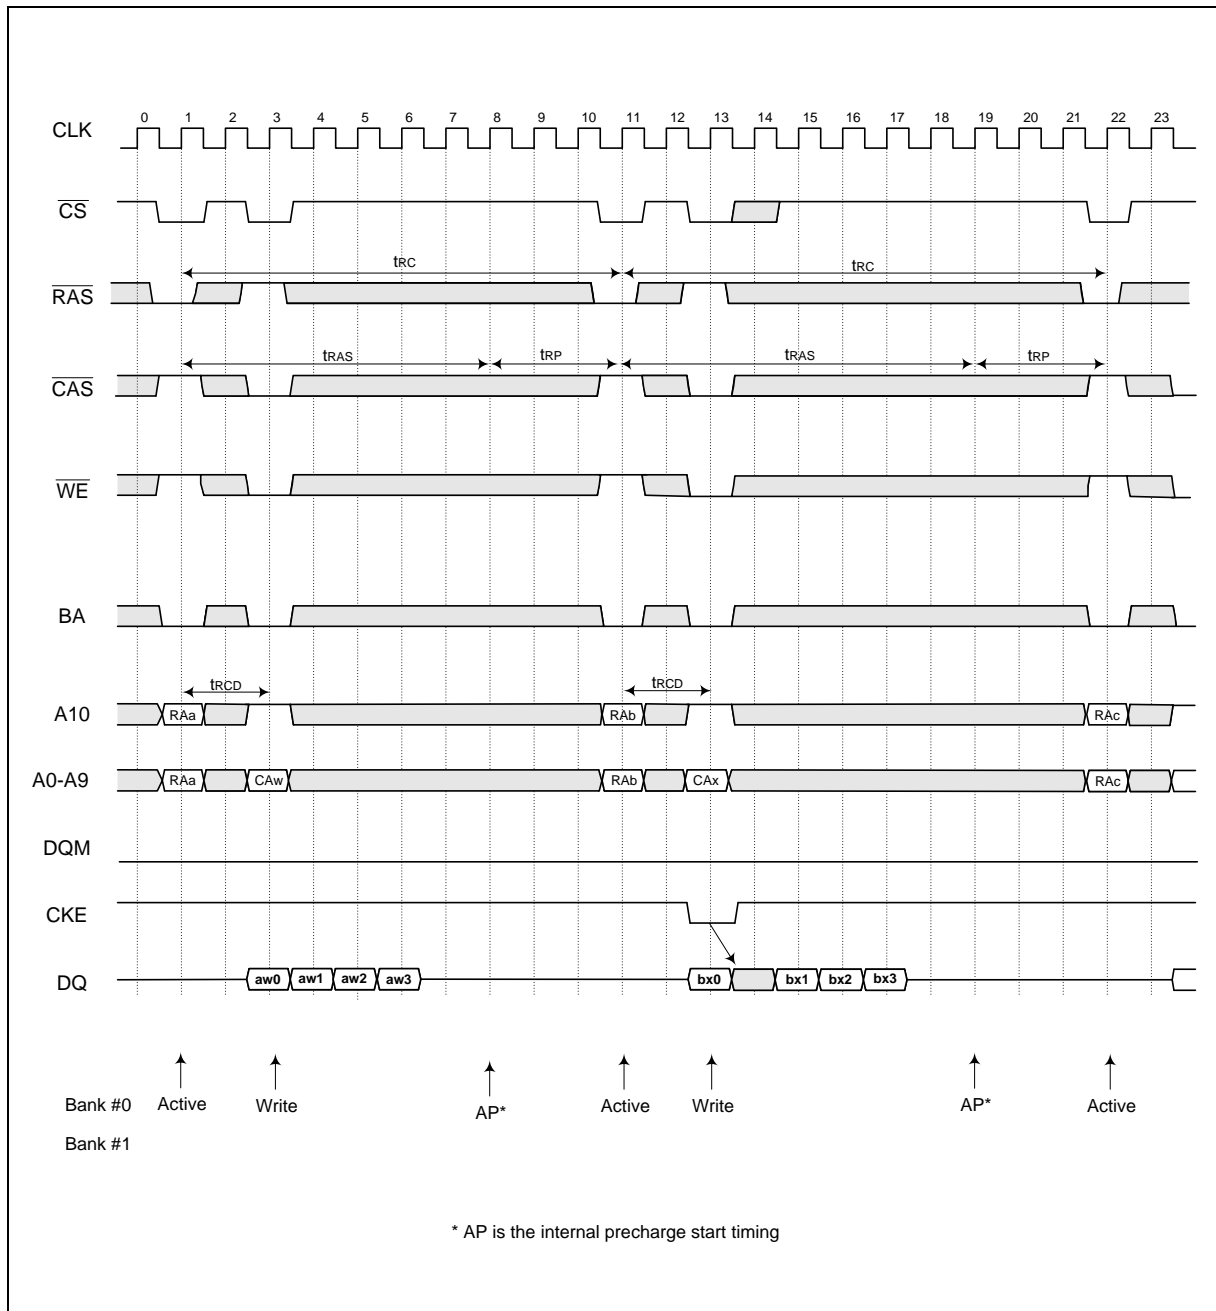 0 1 2 3 4 5 6 7 8 9 10 11 12 13 14 15 16 17 18 19 20 21 22 23
CLK
CS
tRC tRC
RAS
tRAS tRP tRAS tRP
CAS
WE
BA
tRCD tRCD
A10 RAa RAb RAc
A0-A9 RAa CAw RAb CAx RAc
DQM
CKE
DQ aw0 aw1 aw2 aw3 bx0 bx1 bx2 bx3
Bank #0 Active Write AP* Active Write AP* Active
Bank #1
* AP is the internal precharge start timing